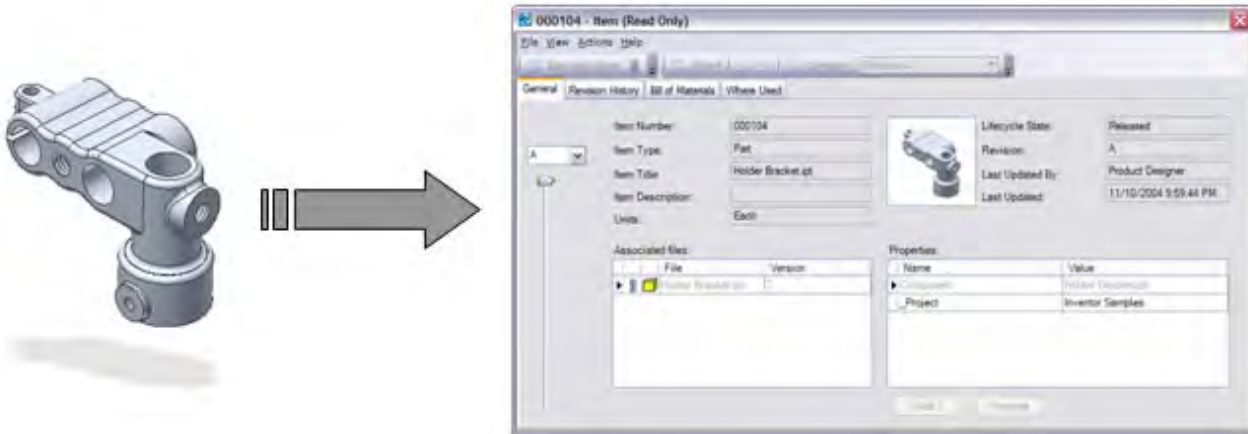 000104 - Item (Read Only)
File View Actions Help
General Revision History Bill of Materials Where Used
A
Item Number: 000104
Item Type: Part
Item Title: Holder Bracket.ipt
Item Description:
Units: Each
Lifecycle State: Released
Revision: A
Last Updated By: Product Designer
Last Updated: 11/10/2004 9:59:44 PM
Associated files:
File Version
Holder Bracket.ipt
Properties:
Name Value
Project Inventor Samples